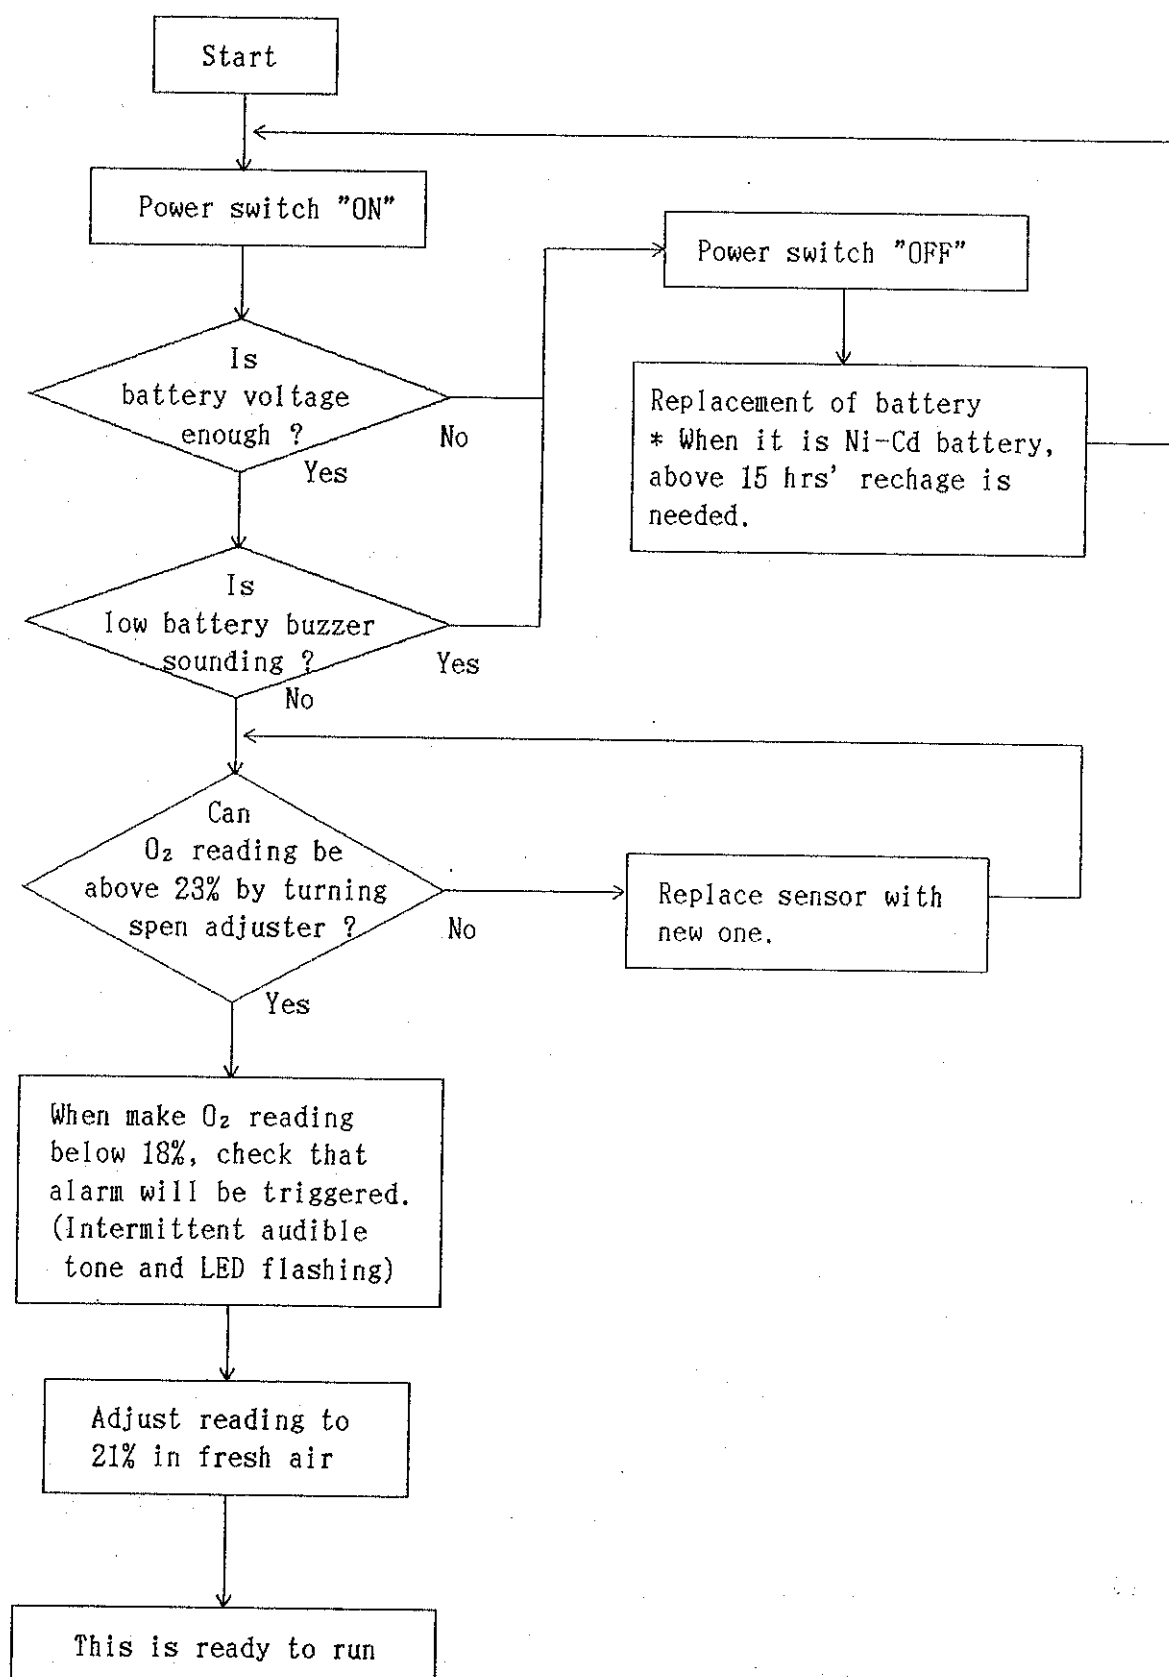 Start
Power switch "ON"
Power switch "OFF"
Is
battery voltage
enough ?
No
Yes
Replacement of battery
* When it is Ni-Cd battery,
above 15 hrs' rechage is
needed.
Is
low battery buzzer
sounding ?
Yes
No
Can
O₂ reading be
above 23% by turning
spen adjuster ?
No
Yes
Replace sensor with
new one.
When make O₂ reading
below 18%, check that
alarm will be triggered.
(Intermittent audible
tone and LED flashing)
Adjust reading to
21% in fresh air
This is ready to run